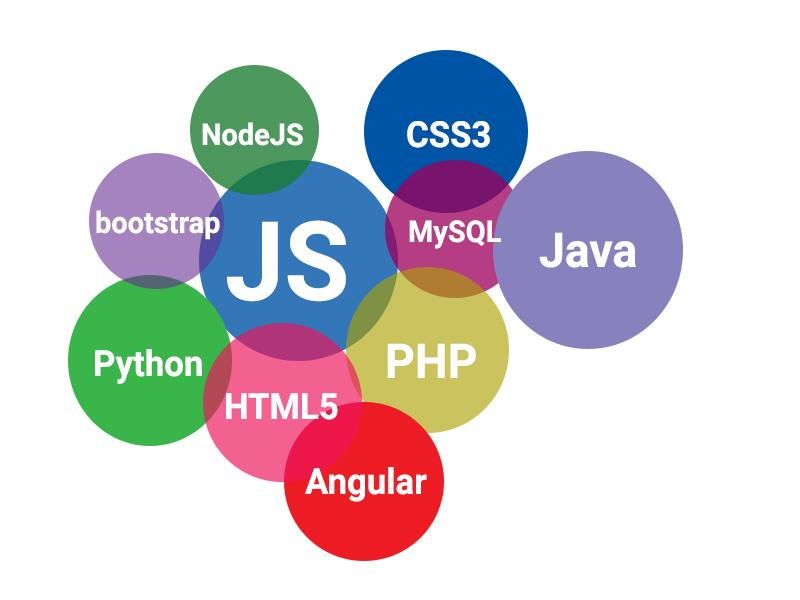 NodeJS
CSS3
bootstrap
JS
MySQL
Java
Python
PHP
HTML5
Angular